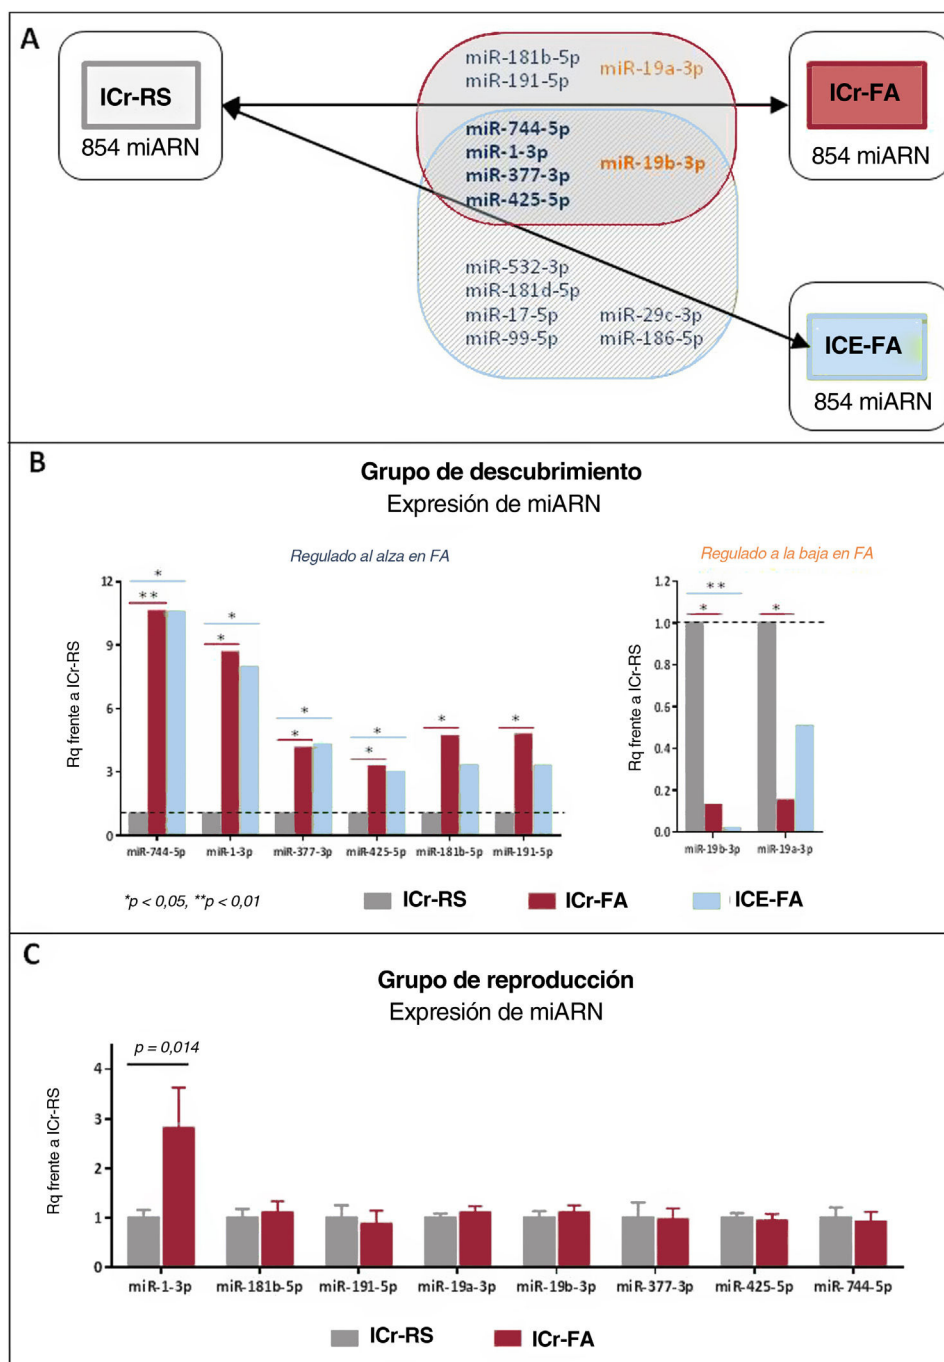 A
ICr-RS
854 miARN
miR-181b-5p miR-19a-3p
miR-191-5p
miR-744-5p
miR-1-3p
miR-19b-3p
miR-377-3p
miR-425-5p
miR-532-3p
miR-181d-5p
miR-17-5p miR-29c-3p
miR-99-5p miR-186-5p
ICr-FA
854 miARN
ICE-FA
854 miARN
B
Grupo de descubrimiento
Expresión de miARN
Regulado al alza en FA
Rq frente a ICr-RS
12
9
6
3
0
* ** * * * * * * * *
miR-744-5p miR-1-3p miR-377-3p miR-425-5p miR-181b-5p miR-191-5p
Regulado a la baja en FA
Rq frente a ICr-RS
1.2
1.0
0.8
0.6
0.4
0.2
0.0
** * *
miR-19b-3p miR-19a-3p
*p < 0,05, **p < 0,01
ICr-RS ICr-FA ICE-FA
C
Grupo de reproducción
Expresión de miARN
p = 0,014
Rq frente a ICr-RS
4
3
2
1
0
miR-1-3p miR-181b-5p miR-191-5p miR-19a-3p miR-19b-3p miR-377-3p miR-425-5p miR-744-5p
ICr-RS ICr-FA